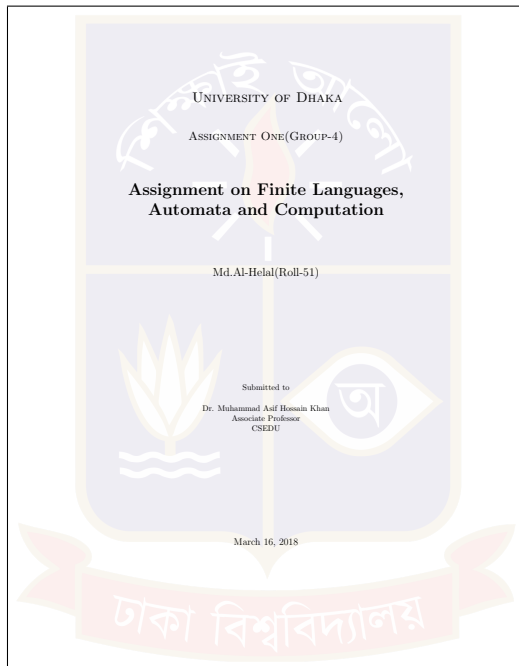 শিক্ষাই আলো
University of Dhaka
Assignment One(Group-4)
Assignment on Finite Languages,
Automata and Computation
Md.Al-Helal(Roll-51)
Submitted to
Dr. Muhammad Asif Hossain Khan
Associate Professor
CSEDU
অ
March 16, 2018
ঢাকা বিশ্ববিদ্যালয়